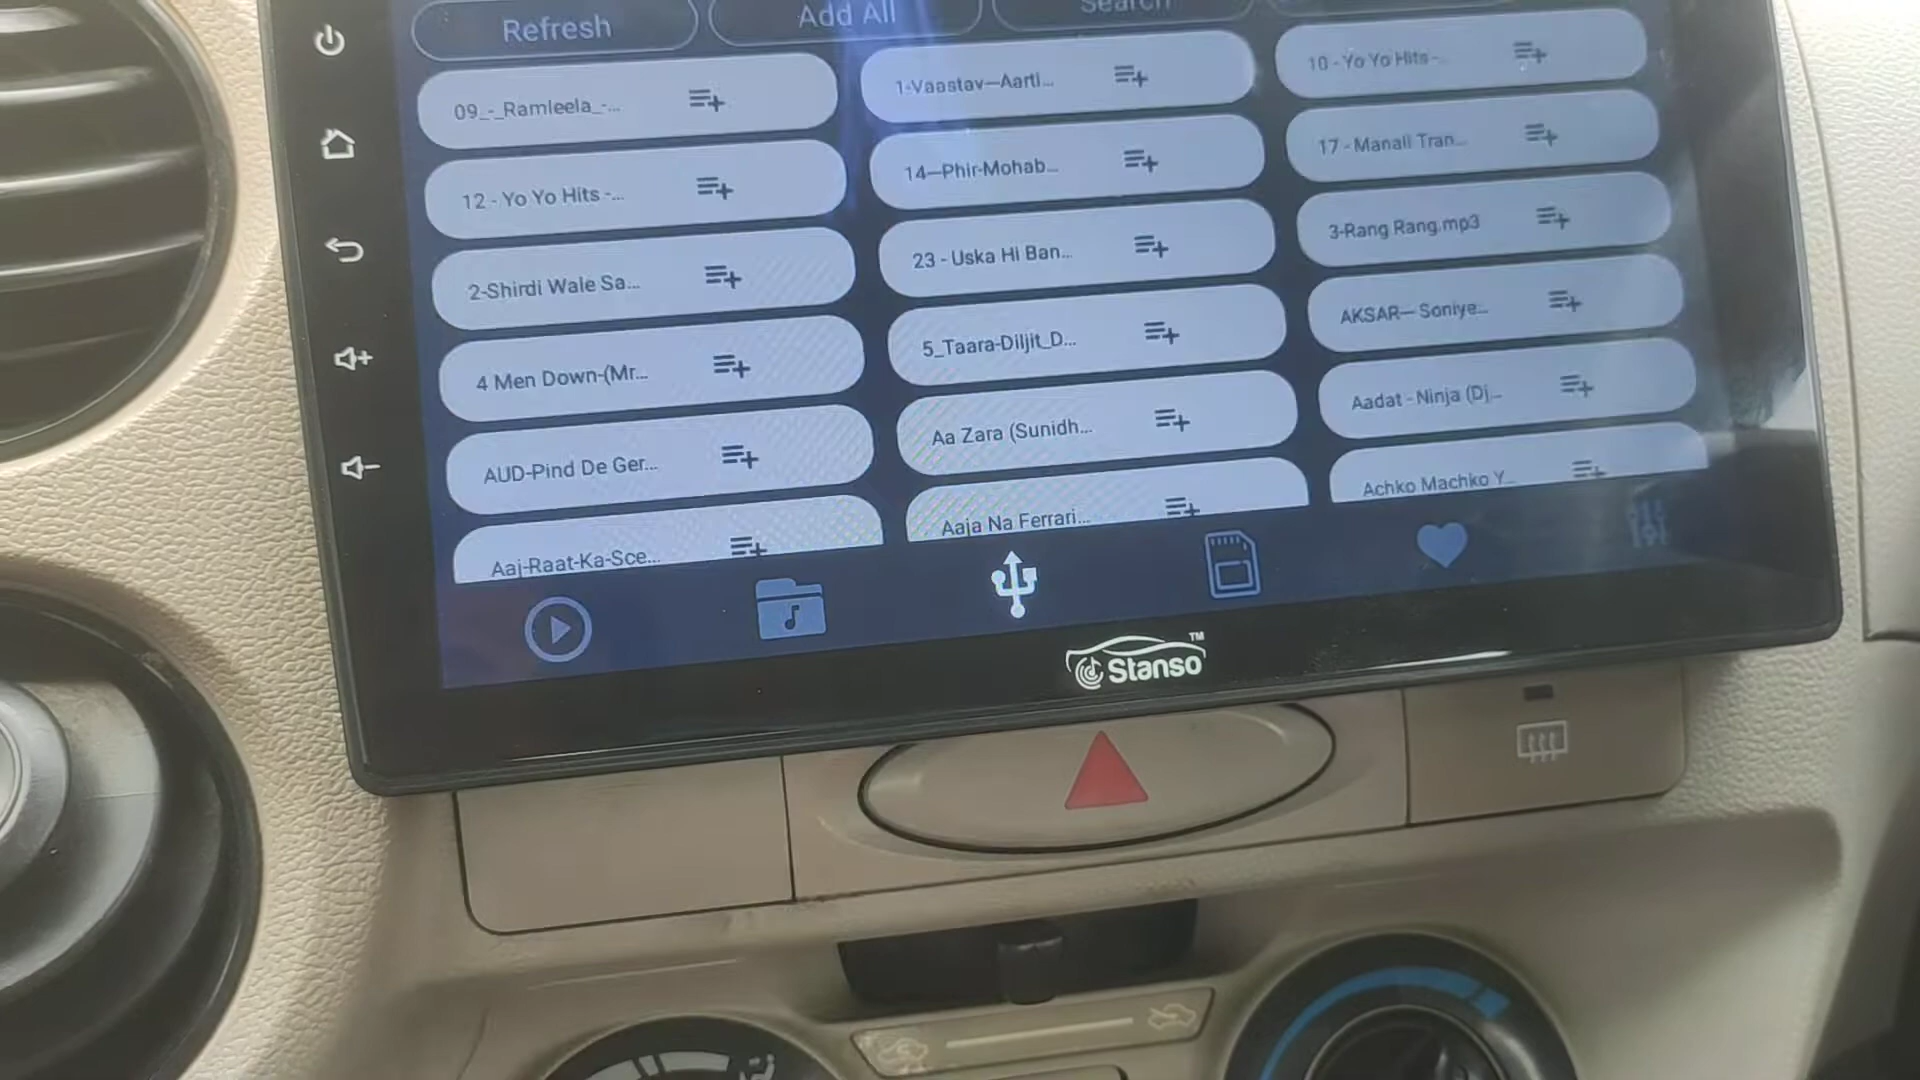 Refresh
Add All
Search
09_-_Ramleela_-...
1-Vaastav—Aarti...
10 - Yo Yo Hits -...
12 - Yo Yo Hits -...
14—Phir-Mohab...
17 - Manali Tran...
2-Shirdi Wale Sa...
23 - Uska Hi Ban...
3-Rang Rang.mp3
4 Men Down-(Mr...
5_Taara-Diljit_D...
AKSAR— Soniye...
AUD-Pind De Ger...
Aa Zara (Sunidh...
Aadat - Ninja (Dj...
Aaj-Raat-Ka-Sce...
Aaja Na Ferrari...
Achko Machko Y...
Stanso™